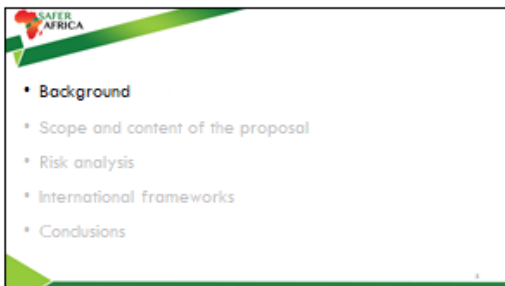 SAFER
AFRICA
• Background
• Scope and content of the proposal
• Risk analysis
• International frameworks
• Conclusions